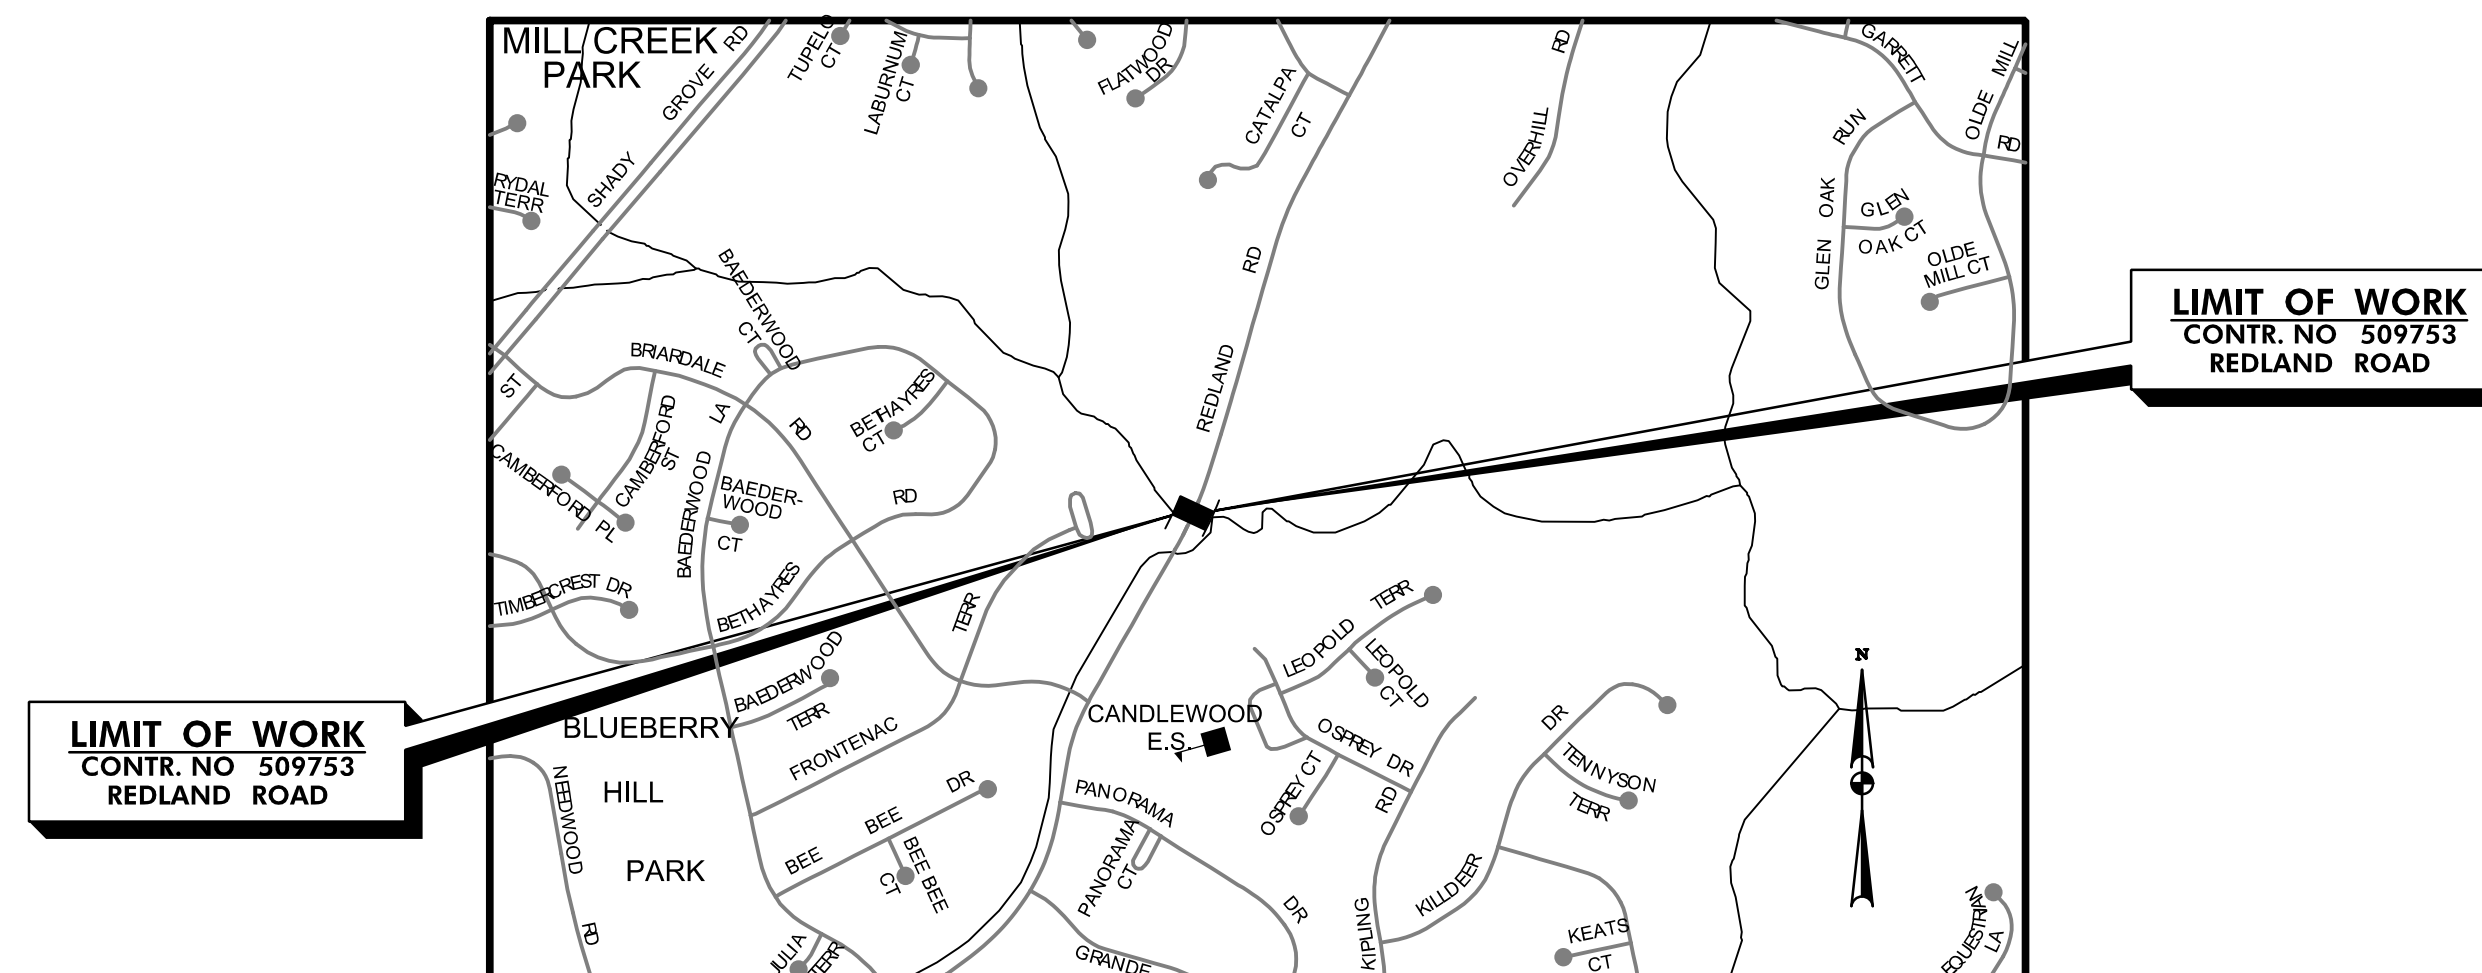 MILL CREEK
PARK
SHADY GROVE RD
TUPELO
CT
LABURNUM
CT
FLATWOOD
DR
CATALPA
CT
OVERHILL RD
GARRETT RD
OLDE MILL
GLEN OAK RUN
GLEN
OAK CT
OLDE
MILL CT
RYDAL
TERR
BAEDERWOOD
CT
BRIARDALE RD
ST
CAMBERFORD
ST
CAMBERFORD PL
BAEDERWOOD LA
BETHAYRES
CT
BAEDER-
WOOD
CT
REDLAND RD
LIMIT OF WORK
CONTR. NO 509753
REDLAND ROAD
TIMBERCREST DR
BETHAYRES RD
BAEDERWOOD
TERR
FRONTENAC TERR
LEOPOLD TERR
LEOPOLD
CT
N
LIMIT OF WORK
CONTR. NO 509753
REDLAND ROAD
BLUEBERRY
HILL
PARK
NEEDWOOD RD
CANDLEWOOD
E.S.
OSPREY DR
OSPREY CT
TENNYSON
TERR
KILLDEER DR
BEE BEE DR
BEE BEE
CT
PANORAMA DR
PANORAMA
CT
KIPLING RD
KEATS
CT
JULIA
TERR
GRANDE
EQUESTRIAN
LA